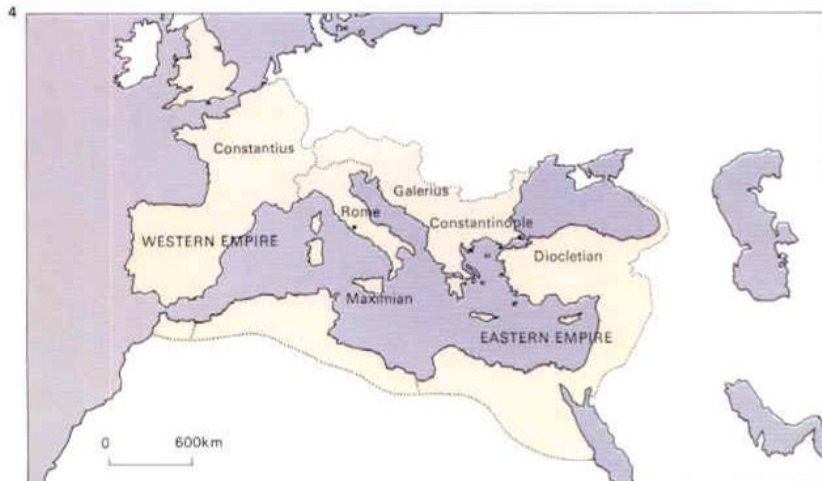 4
Constantius
Galerius
Rome
Constantinople
WESTERN EMPIRE
Diocletian
Maximian
EASTERN EMPIRE
0 600km